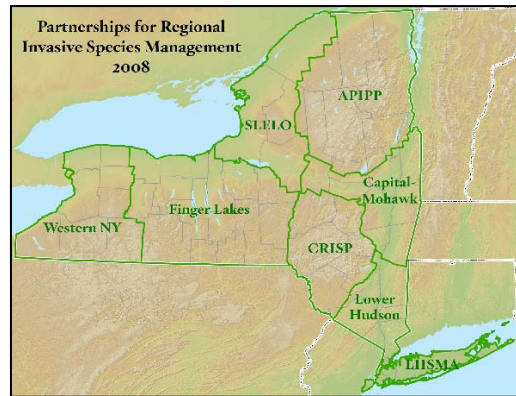 Partnerships for Regional
Invasive Species Management
2008
APIPP
SLELO
Capital-
Mohawk
Western NY
Finger Lakes
CRISP
Lower
Hudson
LIISMA